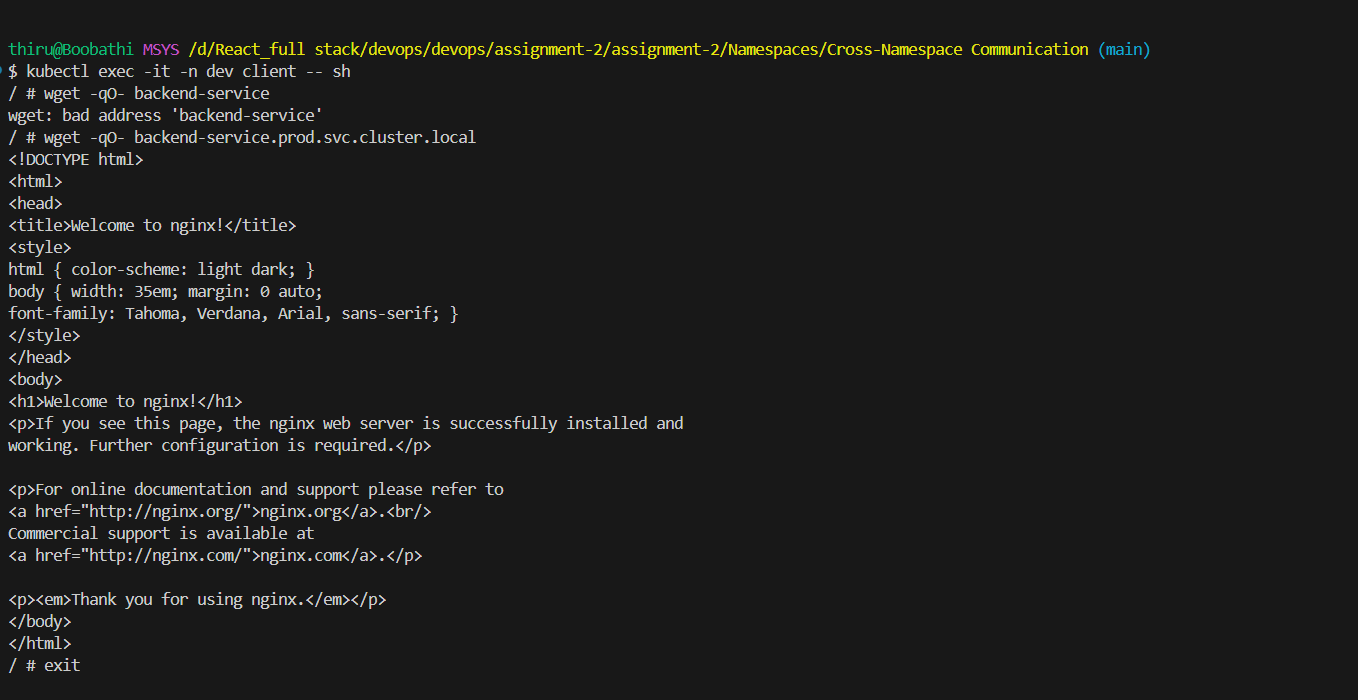 thiru@Boobathi MSYS /d/React_full stack/devops/devops/assignment-2/assignment-2/Namespaces/Cross-Namespace Communication (main)
$ kubectl exec -it -n dev client -- sh
/ # wget -qO- backend-service
wget: bad address 'backend-service'
/ # wget -qO- backend-service.prod.svc.cluster.local
<!DOCTYPE html>
<html>
<head>
<title>Welcome to nginx!</title>
<style>
html { color-scheme: light dark; }
body { width: 35em; margin: 0 auto;
font-family: Tahoma, Verdana, Arial, sans-serif; }
</style>
</head>
<body>
<h1>Welcome to nginx!</h1>
<p>If you see this page, the nginx web server is successfully installed and
working. Further configuration is required.</p>

<p>For online documentation and support please refer to
<a href="http://nginx.org/">nginx.org</a>.<br/>
Commercial support is available at
<a href="http://nginx.com/">nginx.com</a>.</p>

<p><em>Thank you for using nginx.</em></p>
</body>
</html>
/ # exit